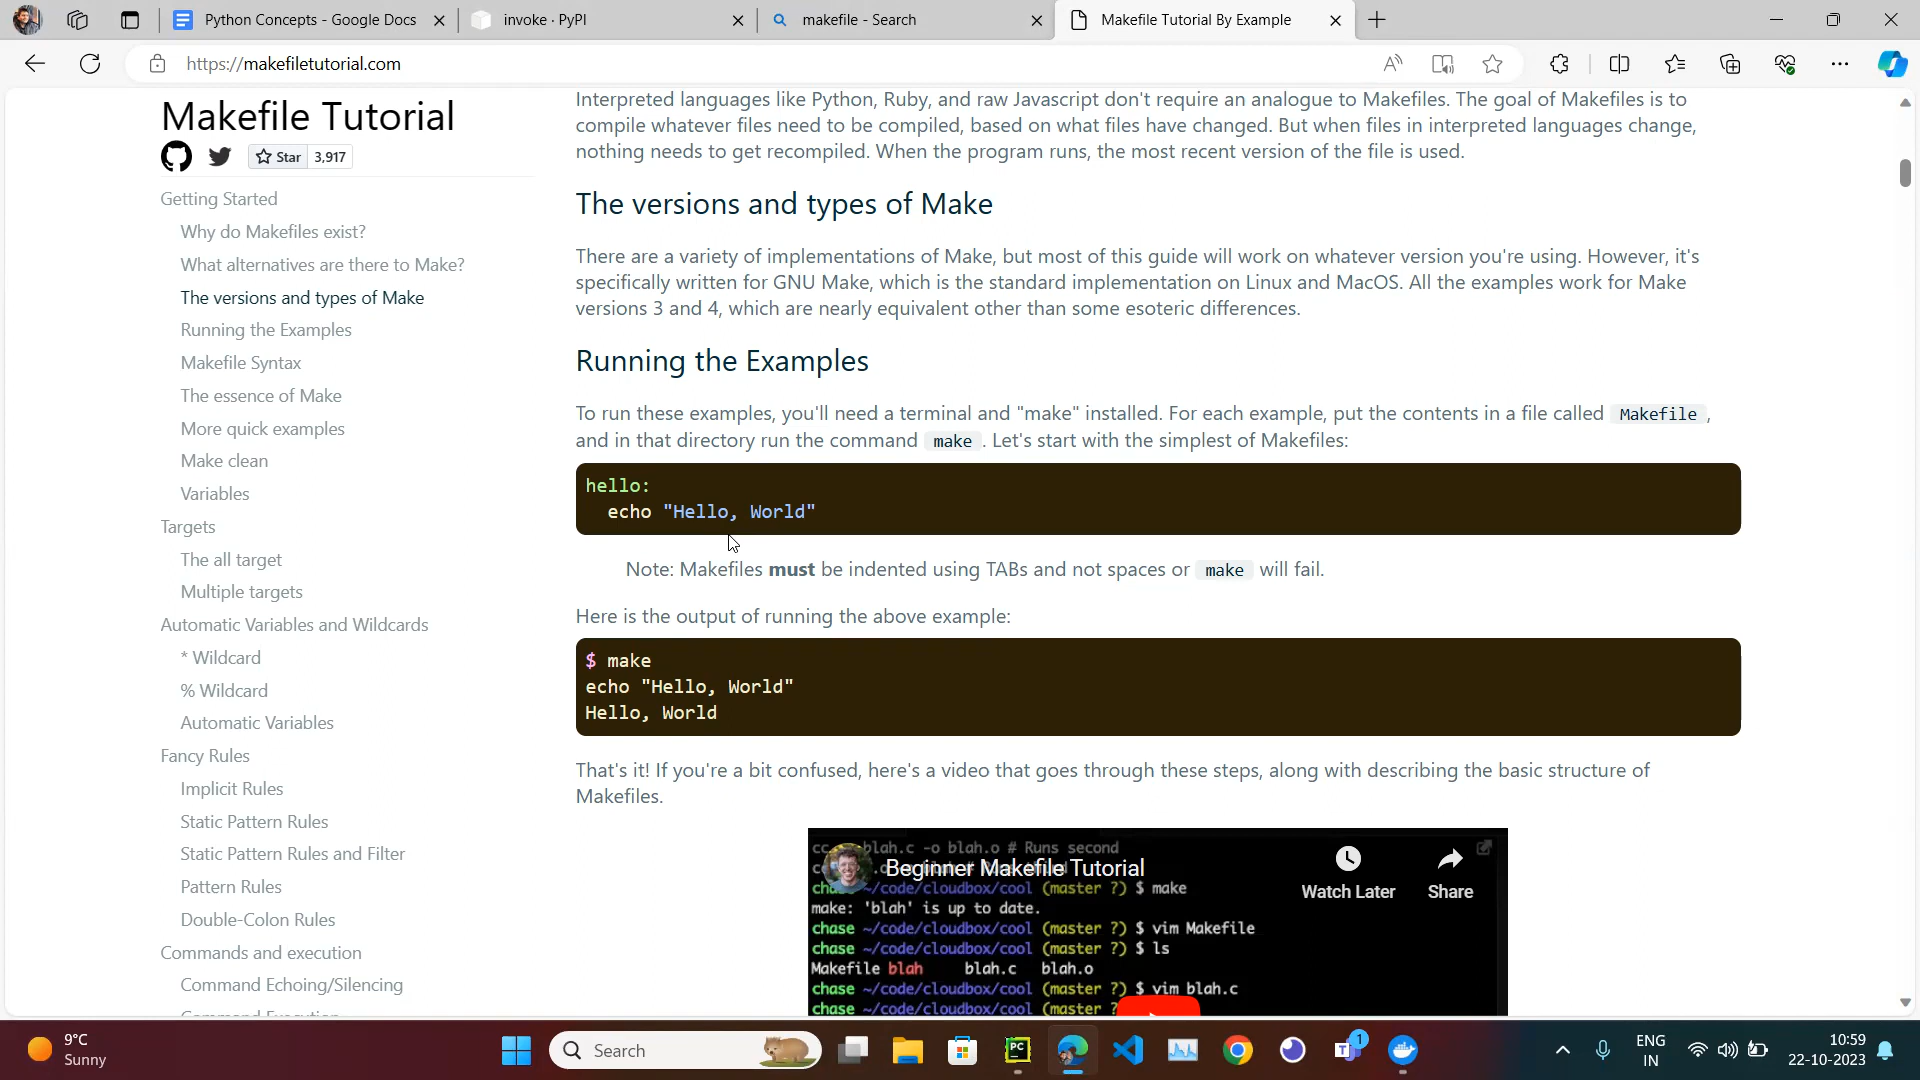 Python Concepts - Google Docs
invoke · PyPI
makefile - Search
Makefile Tutorial By Example
https://makefiletutorial.com
Makefile Tutorial
Star 3,917
Getting Started
Why do Makefiles exist?
What alternatives are there to Make?
The versions and types of Make
Running the Examples
Makefile Syntax
The essence of Make
More quick examples
Make clean
Variables
Targets
The all target
Multiple targets
Automatic Variables and Wildcards
* Wildcard
% Wildcard
Automatic Variables
Fancy Rules
Implicit Rules
Static Pattern Rules
Static Pattern Rules and Filter
Pattern Rules
Double-Colon Rules
Commands and execution
Command Echoing/Silencing
Command Execution
Interpreted languages like Python, Ruby, and raw Javascript don't require an analogue to Makefiles. The goal of Makefiles is to
compile whatever files need to be compiled, based on what files have changed. But when files in interpreted languages change,
nothing needs to get recompiled. When the program runs, the most recent version of the file is used.
The versions and types of Make
There are a variety of implementations of Make, but most of this guide will work on whatever version you're using. However, it's
specifically written for GNU Make, which is the standard implementation on Linux and MacOS. All the examples work for Make
versions 3 and 4, which are nearly equivalent other than some esoteric differences.
Running the Examples
To run these examples, you'll need a terminal and "make" installed. For each example, put the contents in a file called Makefile ,
and in that directory run the command make . Let's start with the simplest of Makefiles:
hello:
echo "Hello, World"
Note: Makefiles must be indented using TABs and not spaces or make will fail.
Here is the output of running the above example:
$ make
echo "Hello, World"
Hello, World
That's it! If you're a bit confused, here's a video that goes through these steps, along with describing the basic structure of
Makefiles.
blah.c -o blah.o # Runs second
Beginner Makefile Tutorial
Watch Later
Share
~/code/cloudbox/cool (master ?) $ make
make: 'blah' is up to date.
chase ~/code/cloudbox/cool (master ?) $ vim Makefile
chase ~/code/cloudbox/cool (master ?) $ ls
Makefile blah blah.c blah.o
chase ~/code/cloudbox/cool (master ?) $ vim blah.c
chase ~/code/cloudbox/cool (master ?
9°C
Sunny
Search
PC
1
ENG
IN
10:59
22-10-2023